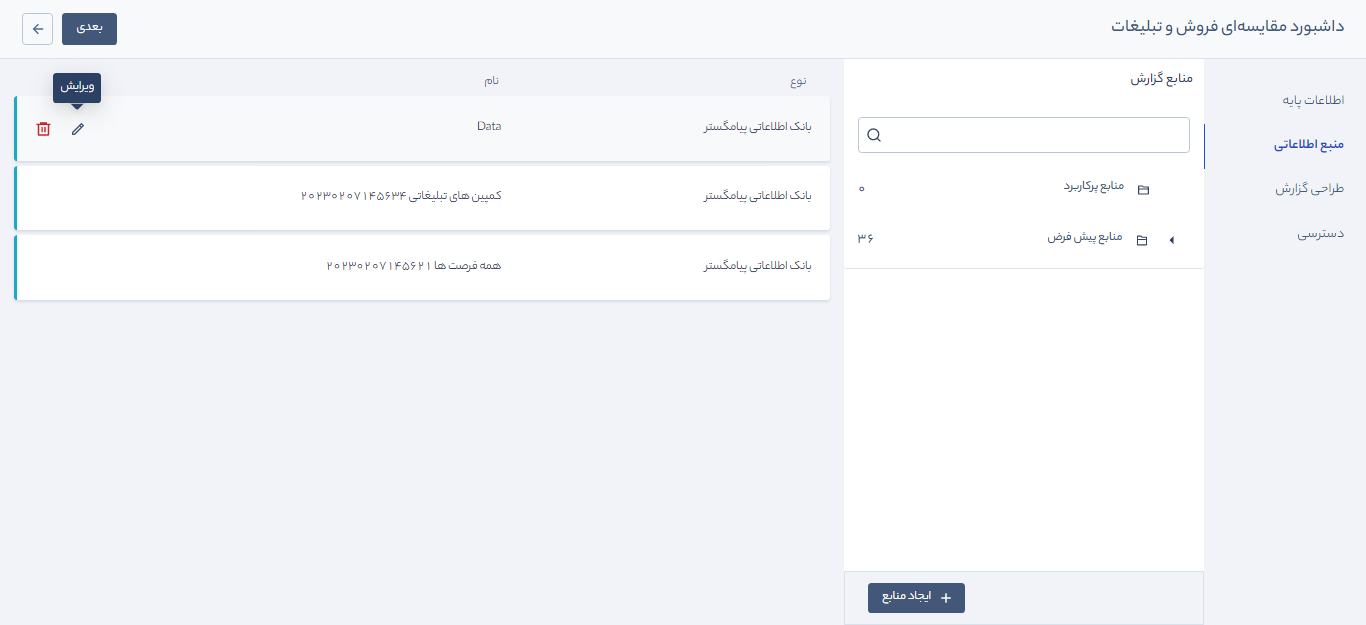 داشبورد مقایسه‌ای فروش و تبلیغات
بعدی
اطلاعات پایه
منبع اطلاعاتی
طراحی گزارش
دسترسی
منابع گزارش
منابع پرکاربرد ۰
منابع پیش فرض ۳۶
ایجاد منابع
نوع نام
ویرایش
بانک اطلاعاتی پیامگستر Data
بانک اطلاعاتی پیامگستر کمپین های تبلیغاتی ۲۰۲۳۰۲۰۷۱۴۵۶۳۴
بانک اطلاعاتی پیامگستر همه فرصت ها ۲۰۲۳۰۲۰۷۱۴۵۶۲۱